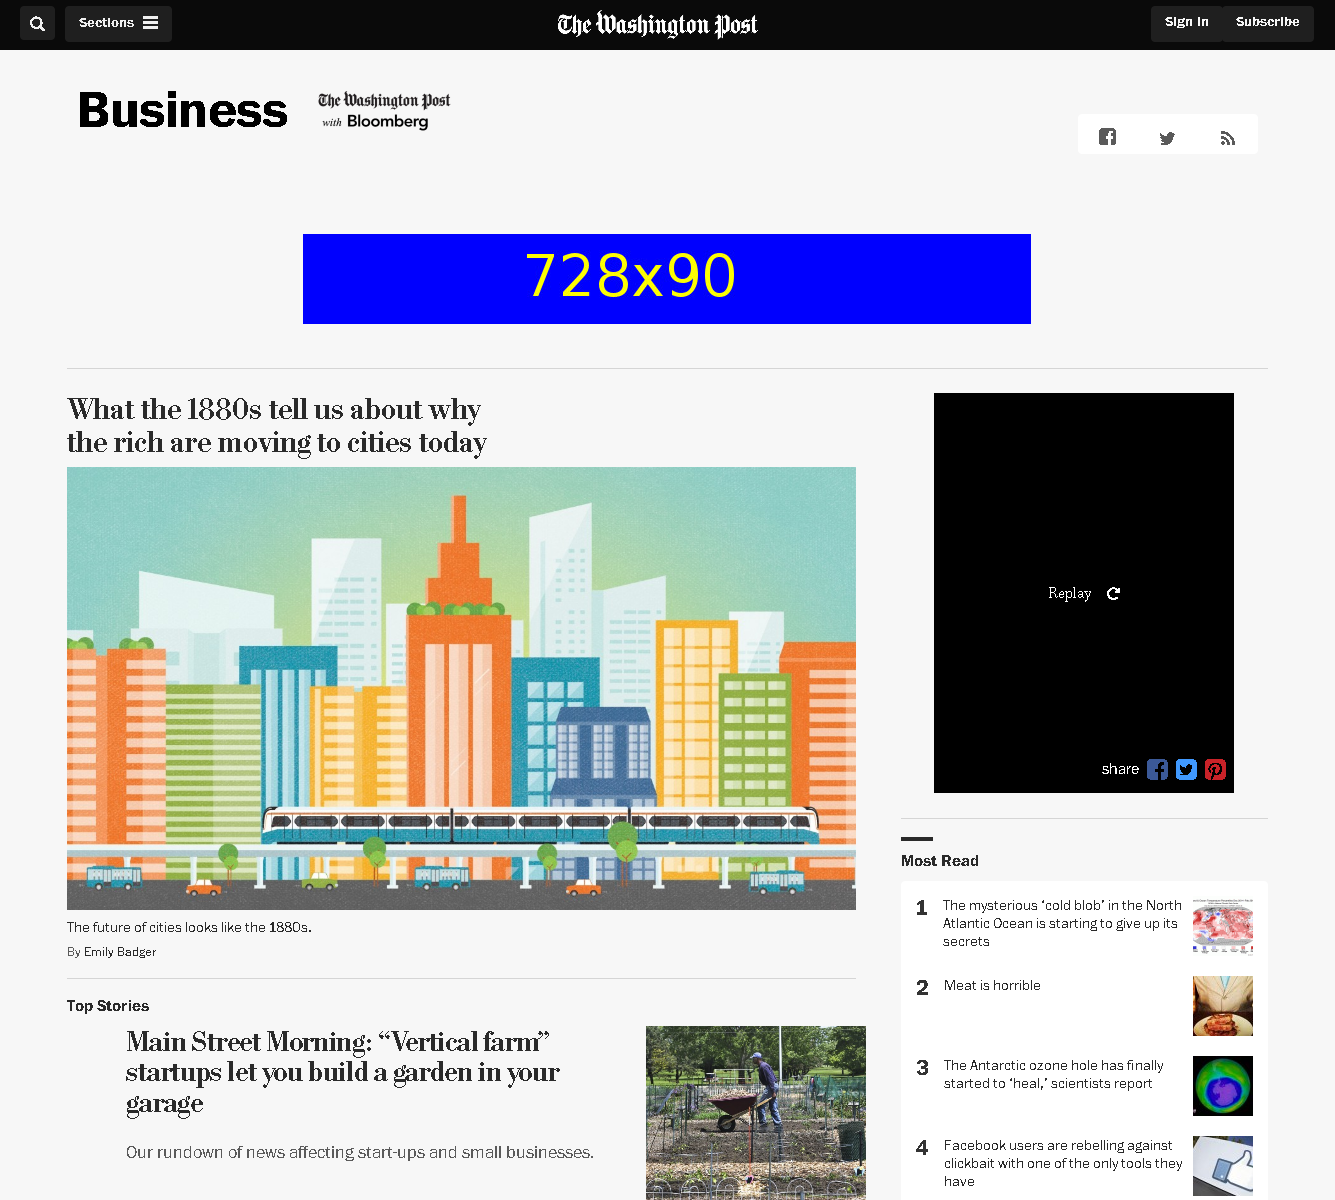 Sections
The Washington Post
Sign In
Subscribe
Business
The Washington Post
with Bloomberg
728x90
What the 1880s tell us about why
the rich are moving to cities today
Replay
share
The future of cities looks like the 1880s.
By Emily Badger
Top Stories
Main Street Morning: “Vertical farm”
startups let you build a garden in your
garage
Our rundown of news affecting start-ups and small businesses.
Most Read
1 The mysterious ‘cold blob’ in the North
Atlantic Ocean is starting to give up its
secrets
2 Meat is horrible
3 The Antarctic ozone hole has finally
started to ‘heal,’ scientists report
4 Facebook users are rebelling against
clickbait with one of the only tools they
have